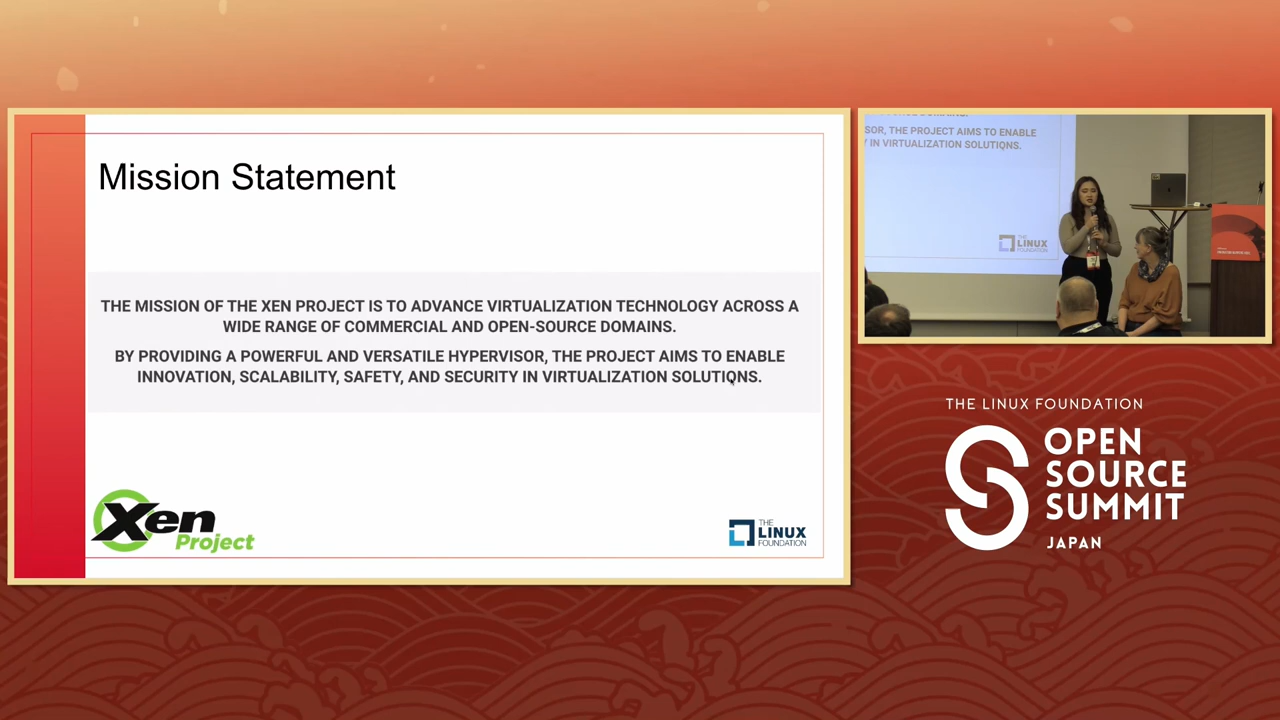 Mission Statement
THE MISSION OF THE XEN PROJECT IS TO ADVANCE VIRTUALIZATION TECHNOLOGY ACROSS A
WIDE RANGE OF COMMERCIAL AND OPEN-SOURCE DOMAINS.
BY PROVIDING A POWERFUL AND VERSATILE HYPERVISOR, THE PROJECT AIMS TO ENABLE
INNOVATION, SCALABILITY, SAFETY, AND SECURITY IN VIRTUALIZATION SOLUTIONS.
Xen
Project
THE
LINUX
FOUNDATION
SOR, THE PROJECT AIMS TO ENABLE
Y IN VIRTUALIZATION SOLUTIONS.
THE
LINUX
FOUNDATION
THE LINUX FOUNDATION
OPEN
SOURCE
SUMMIT
JAPAN